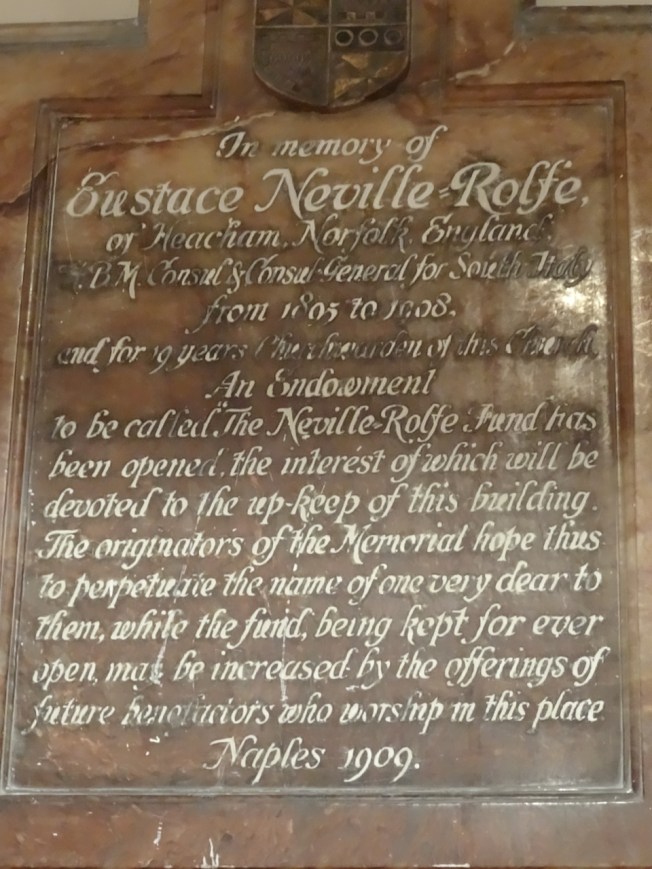 In memory of
Eustace Neville-Rolfe,
of Heacham, Norfolk, England,
B.M. Consul & Consul-General for South Italy
from to 1908,
and for 19 years Churchwarden of this Church.
An Endowment
to be called "The Neville-Rolfe Fund has
been opened, the interest of which will be
devoted to the up-keep of this building.
The originators of the Memorial hope thus
to perpetuate the name of one very dear to
them, while the fund, being kept for ever
open, may be increased by the offerings of
future benefactors who worship in this place
Naples 1909.